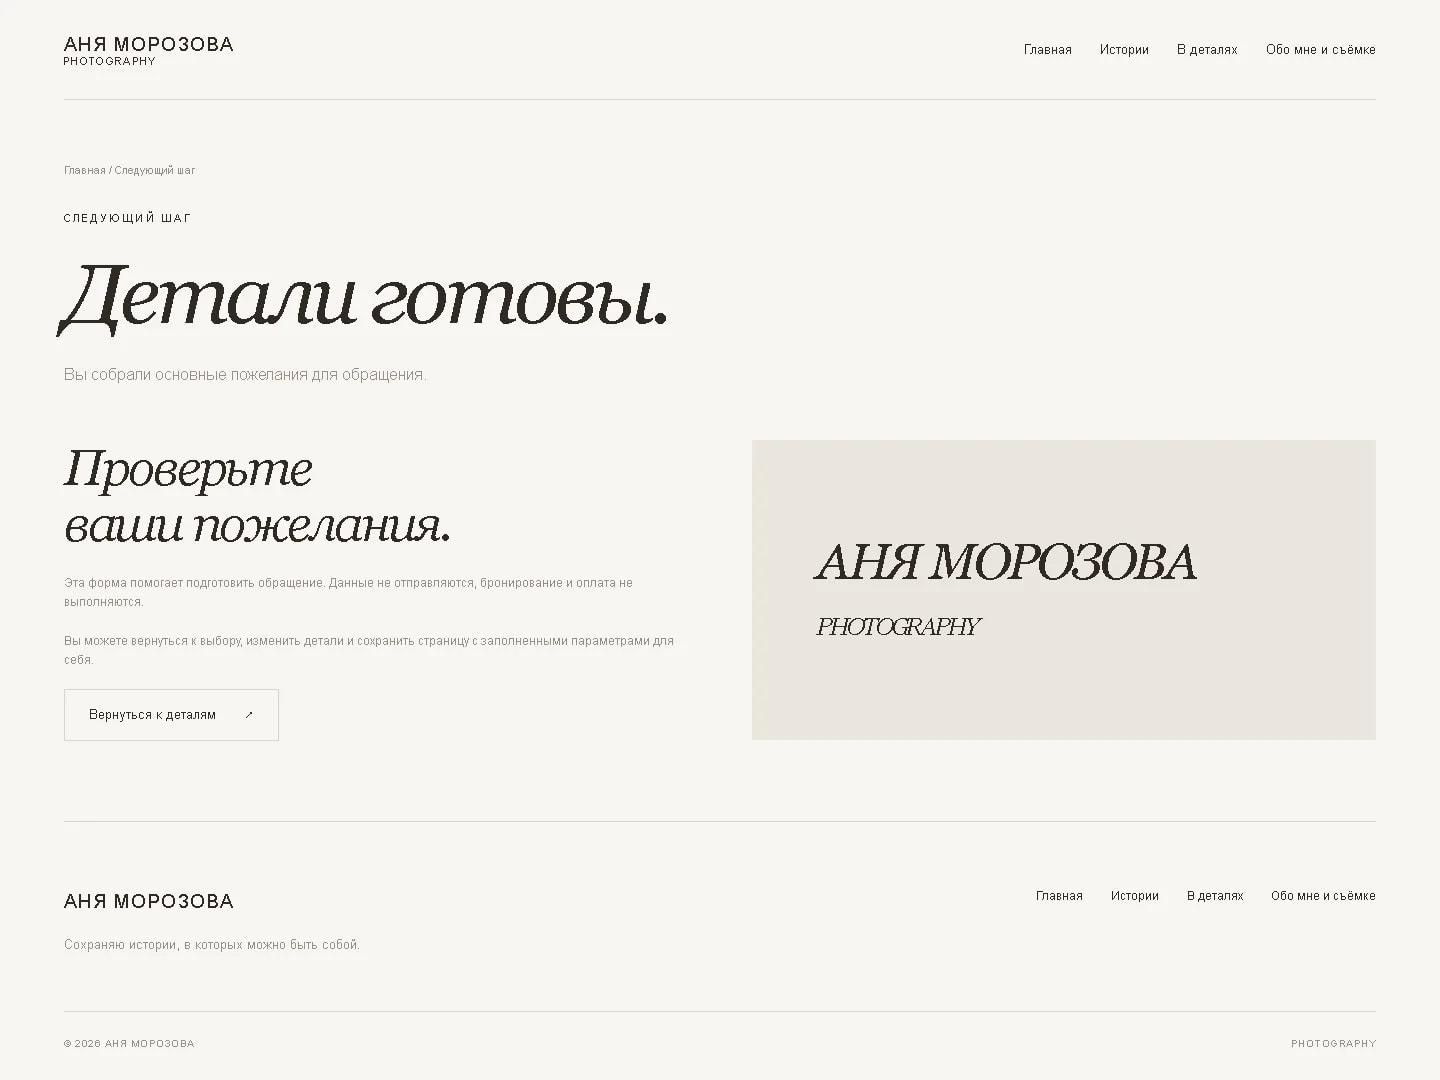 АНЯ МОРОЗОВА
PHOTOGRAPHY
Главная Истории В деталях Обо мне и съёмке
Главная / Следующий шаг
СЛЕДУЮЩИЙ ШАГ
Детали готовы.
Вы собрали основные пожелания для обращения.
Проверьте
ваши пожелания.
Эта форма помогает подготовить обращение. Данные не отправляются, бронирование и оплата не
выполняются.
Вы можете вернуться к выбору, изменить детали и сохранить страницу с заполненными параметрами для
себя.
Вернуться к деталям ↗
АНЯ МОРОЗОВА
PHOTOGRAPHY
АНЯ МОРОЗОВА
Главная Истории В деталях Обо мне и съёмке
Сохраняю истории, в которых можно быть собой.
© 2026 АНЯ МОРОЗОВА
PHOTOGRAPHY